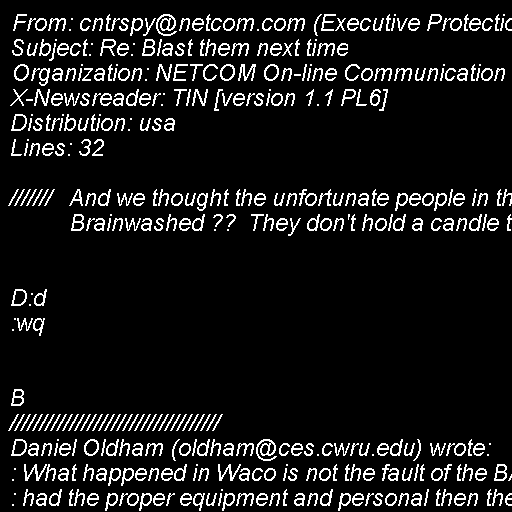 From: cntrspy@netcom.com (Executive Protectio
Subject: Re: Blast them next time
Organization: NETCOM On-line Communication
X-Newsreader: TIN [version 1.1 PL6]
Distribution: usa
Lines: 32
/////// And we thought the unfortunate people in th
Brainwashed ?? They don't hold a candle t
D:d
:wq
B
///////////////////////////////////
Daniel Oldham (oldham@ces.cwru.edu) wrote:
: What happened in Waco is not the fault of the BA
: had the proper equipment and personal then the